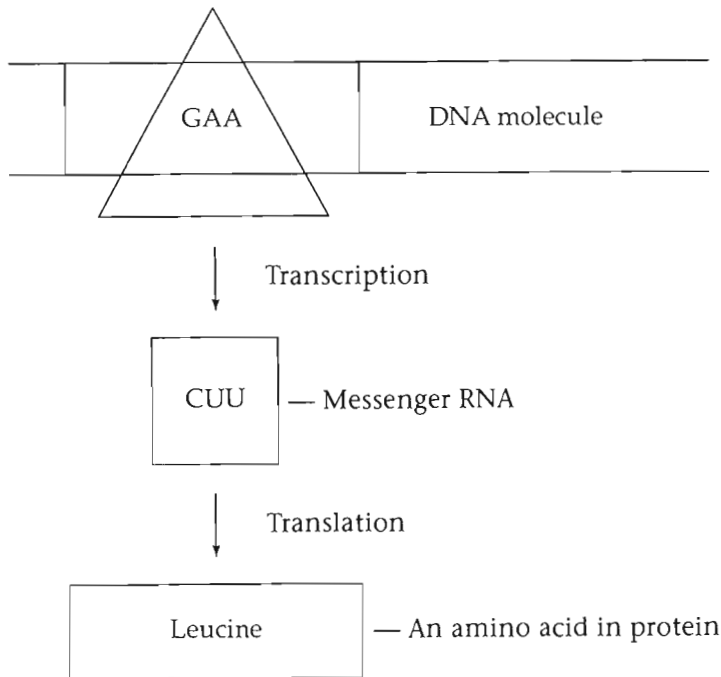 GAA DNA molecule
Transcription
CUU — Messenger RNA
Translation
Leucine — An amino acid in protein